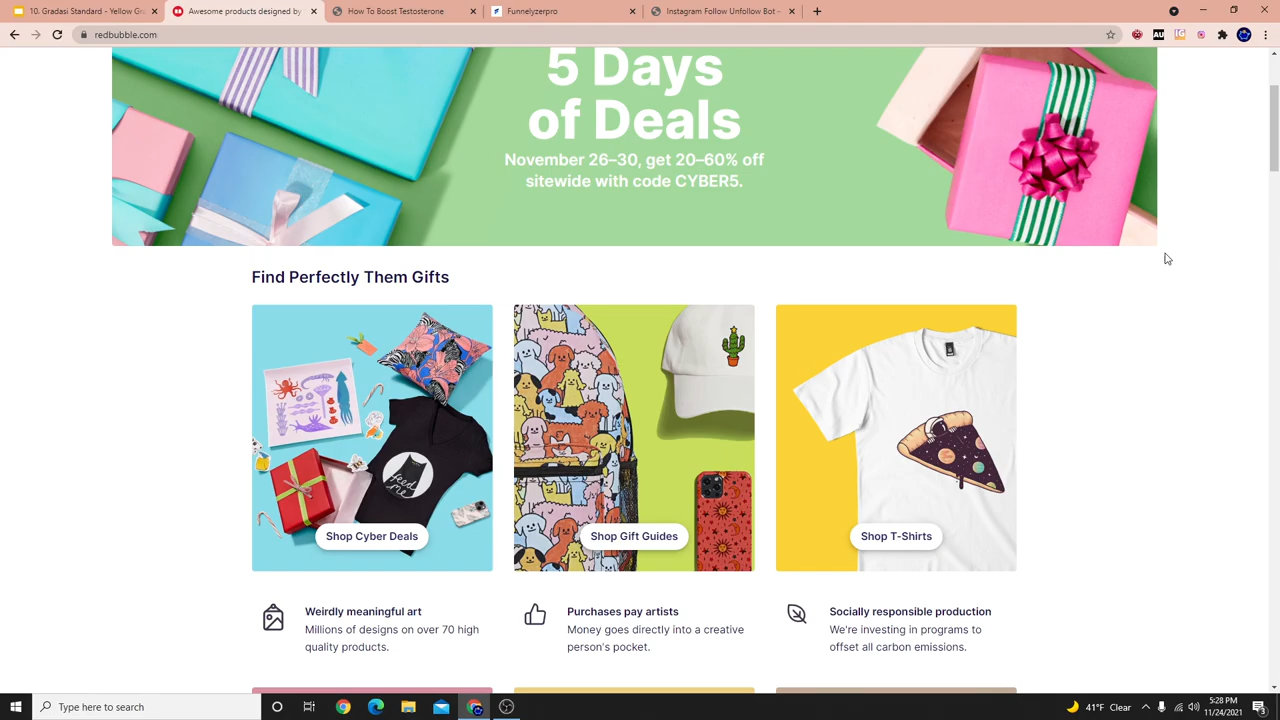 10. Gradasi Standard - Yellow Gr
Awesome products designed by
How To Boost Testosterone
Funnelyzerpro
Instagram Follow Unfollow Bot –
redbubble.com
5 Days
of Deals
November 26–30, get 20–60% off
sitewide with code CYBER5.
Find Perfectly Them Gifts
feed
me
Shop Cyber Deals
Shop Gift Guides
Shop T-Shirts
Weirdly meaningful art
Millions of designs on over 70 high
quality products.
Purchases pay artists
Money goes directly into a creative
person's pocket.
Socially responsible production
We're investing in programs to
offset all carbon emissions.
Type here to search
41°F Clear
5:28 PM
11/24/2021